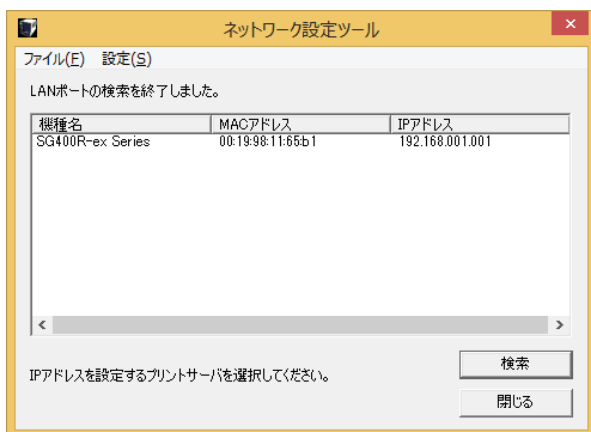 ネットワーク設定ツール
ファイル(F) 設定(S)
LANポートの検索を終了しました。
機種名 MACアドレス IPアドレス
SG400R-ex Series 00:19:98:11:65:b1 192.168.001.001
検索
IPアドレスを設定するプリントサーバを選択してください。
閉じる